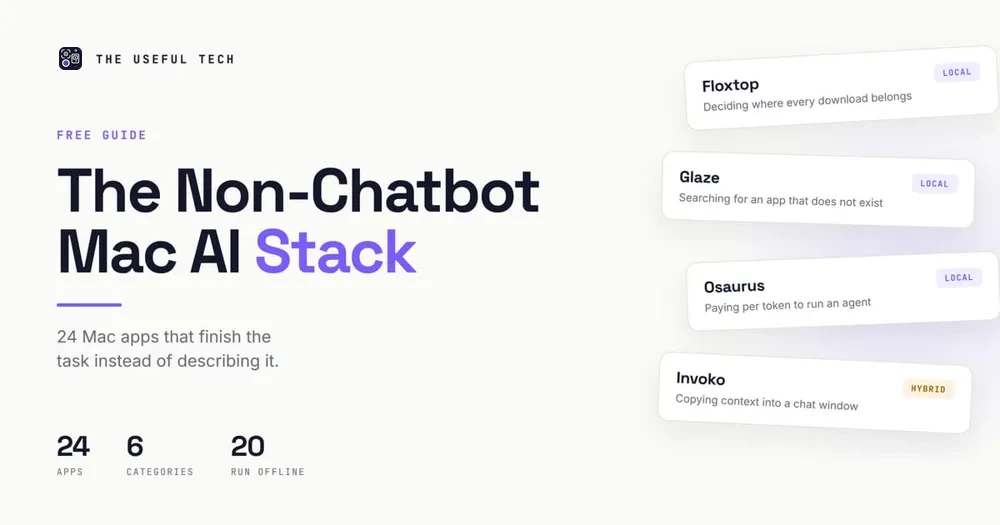 THE USEFUL TECH
FREE GUIDE
The Non-Chatbot
Mac AI Stack
24 Mac apps that finish the
task instead of describing it.
24
APPS
6
CATEGORIES
20
RUN OFFLINE
Floxtop
LOCAL
Deciding where every download belongs
Glaze
LOCAL
Searching for an app that does not exist
Osaurus
LOCAL
Paying per token to run an agent
Invoko
HYBRID
Copying context into a chat window